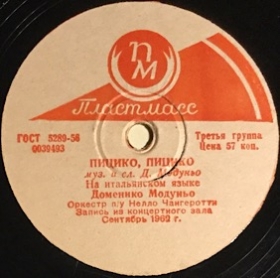 ПМ
Пластмасс
ГОСТ 5289-56
0039493
Третья группа
Цена 57 коп.
ПИЦИКО, ПИЦИКО
муз. и сл. Д. Модуньо
На итальянском языке
Доменико Модуньо
Оркестр п/у Нелло Чангеротти
Запись из концертного зала
Сентябрь 1962 г.